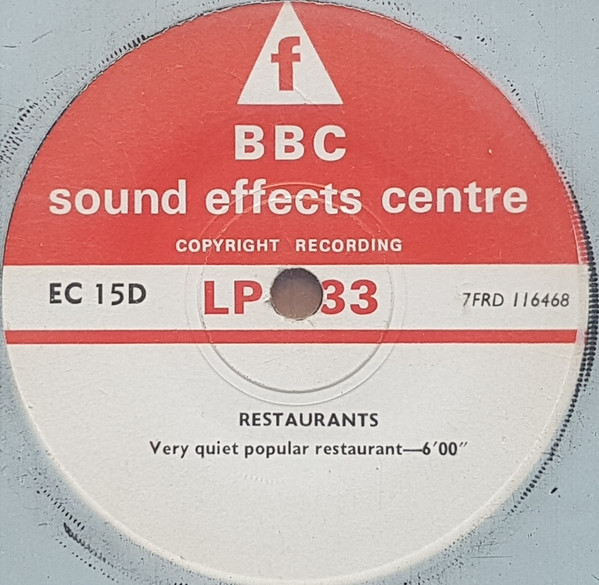 f
BBC
sound effects centre
COPYRIGHT RECORDING
EC 15D LP 33 7FRD 116468
RESTAURANTS
Very quiet popular restaurant—6′00″